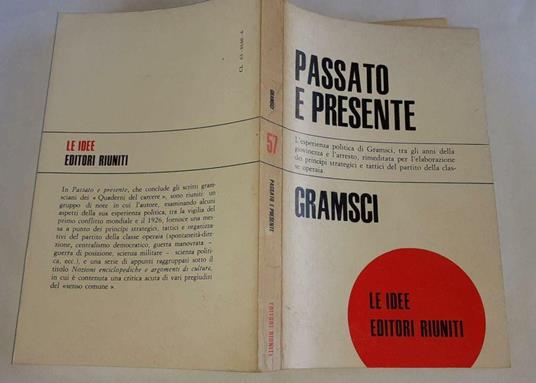 PASSATO
E PRESENTE
L'esperienza politica di Gramsci, tra gli anni della
giovinezza e l'arresto, rimeditata per l'elaborazione
dei principi strategici e tattici del partito della clas-
se operaia.
GRAMSCI
LE IDEE
EDITORI RIUNITI
GRAMSCI
57
PASSATO E PRESENTE
EDITORI RIUNITI
LE IDEE
EDITORI RIUNITI
In Passato e presente, che conclude gli scritti gram-
sciani dei « Quaderni del carcere », sono riuniti un
gruppo di note in cui l'autore, esaminando alcuni
aspetti della sua esperienza politica, tra la vigilia del
primo conflitto mondiale e il 1926, fornisce una mes-
sa a punto dei principi strategici, tattici e organizza-
tivi del partito della classe operaia (spontaneità-dire-
zione, centralismo democratico, guerra manovrata -
guerra di posizione, scienza militare - scienza politi-
ca, ecc.), e una serie di appunti raggruppati sotto il
titolo Nozioni enciclopediche e argomenti di cultura,
in cui è contenuta una critica acuta di vari pregiudizi
del «senso comune ».